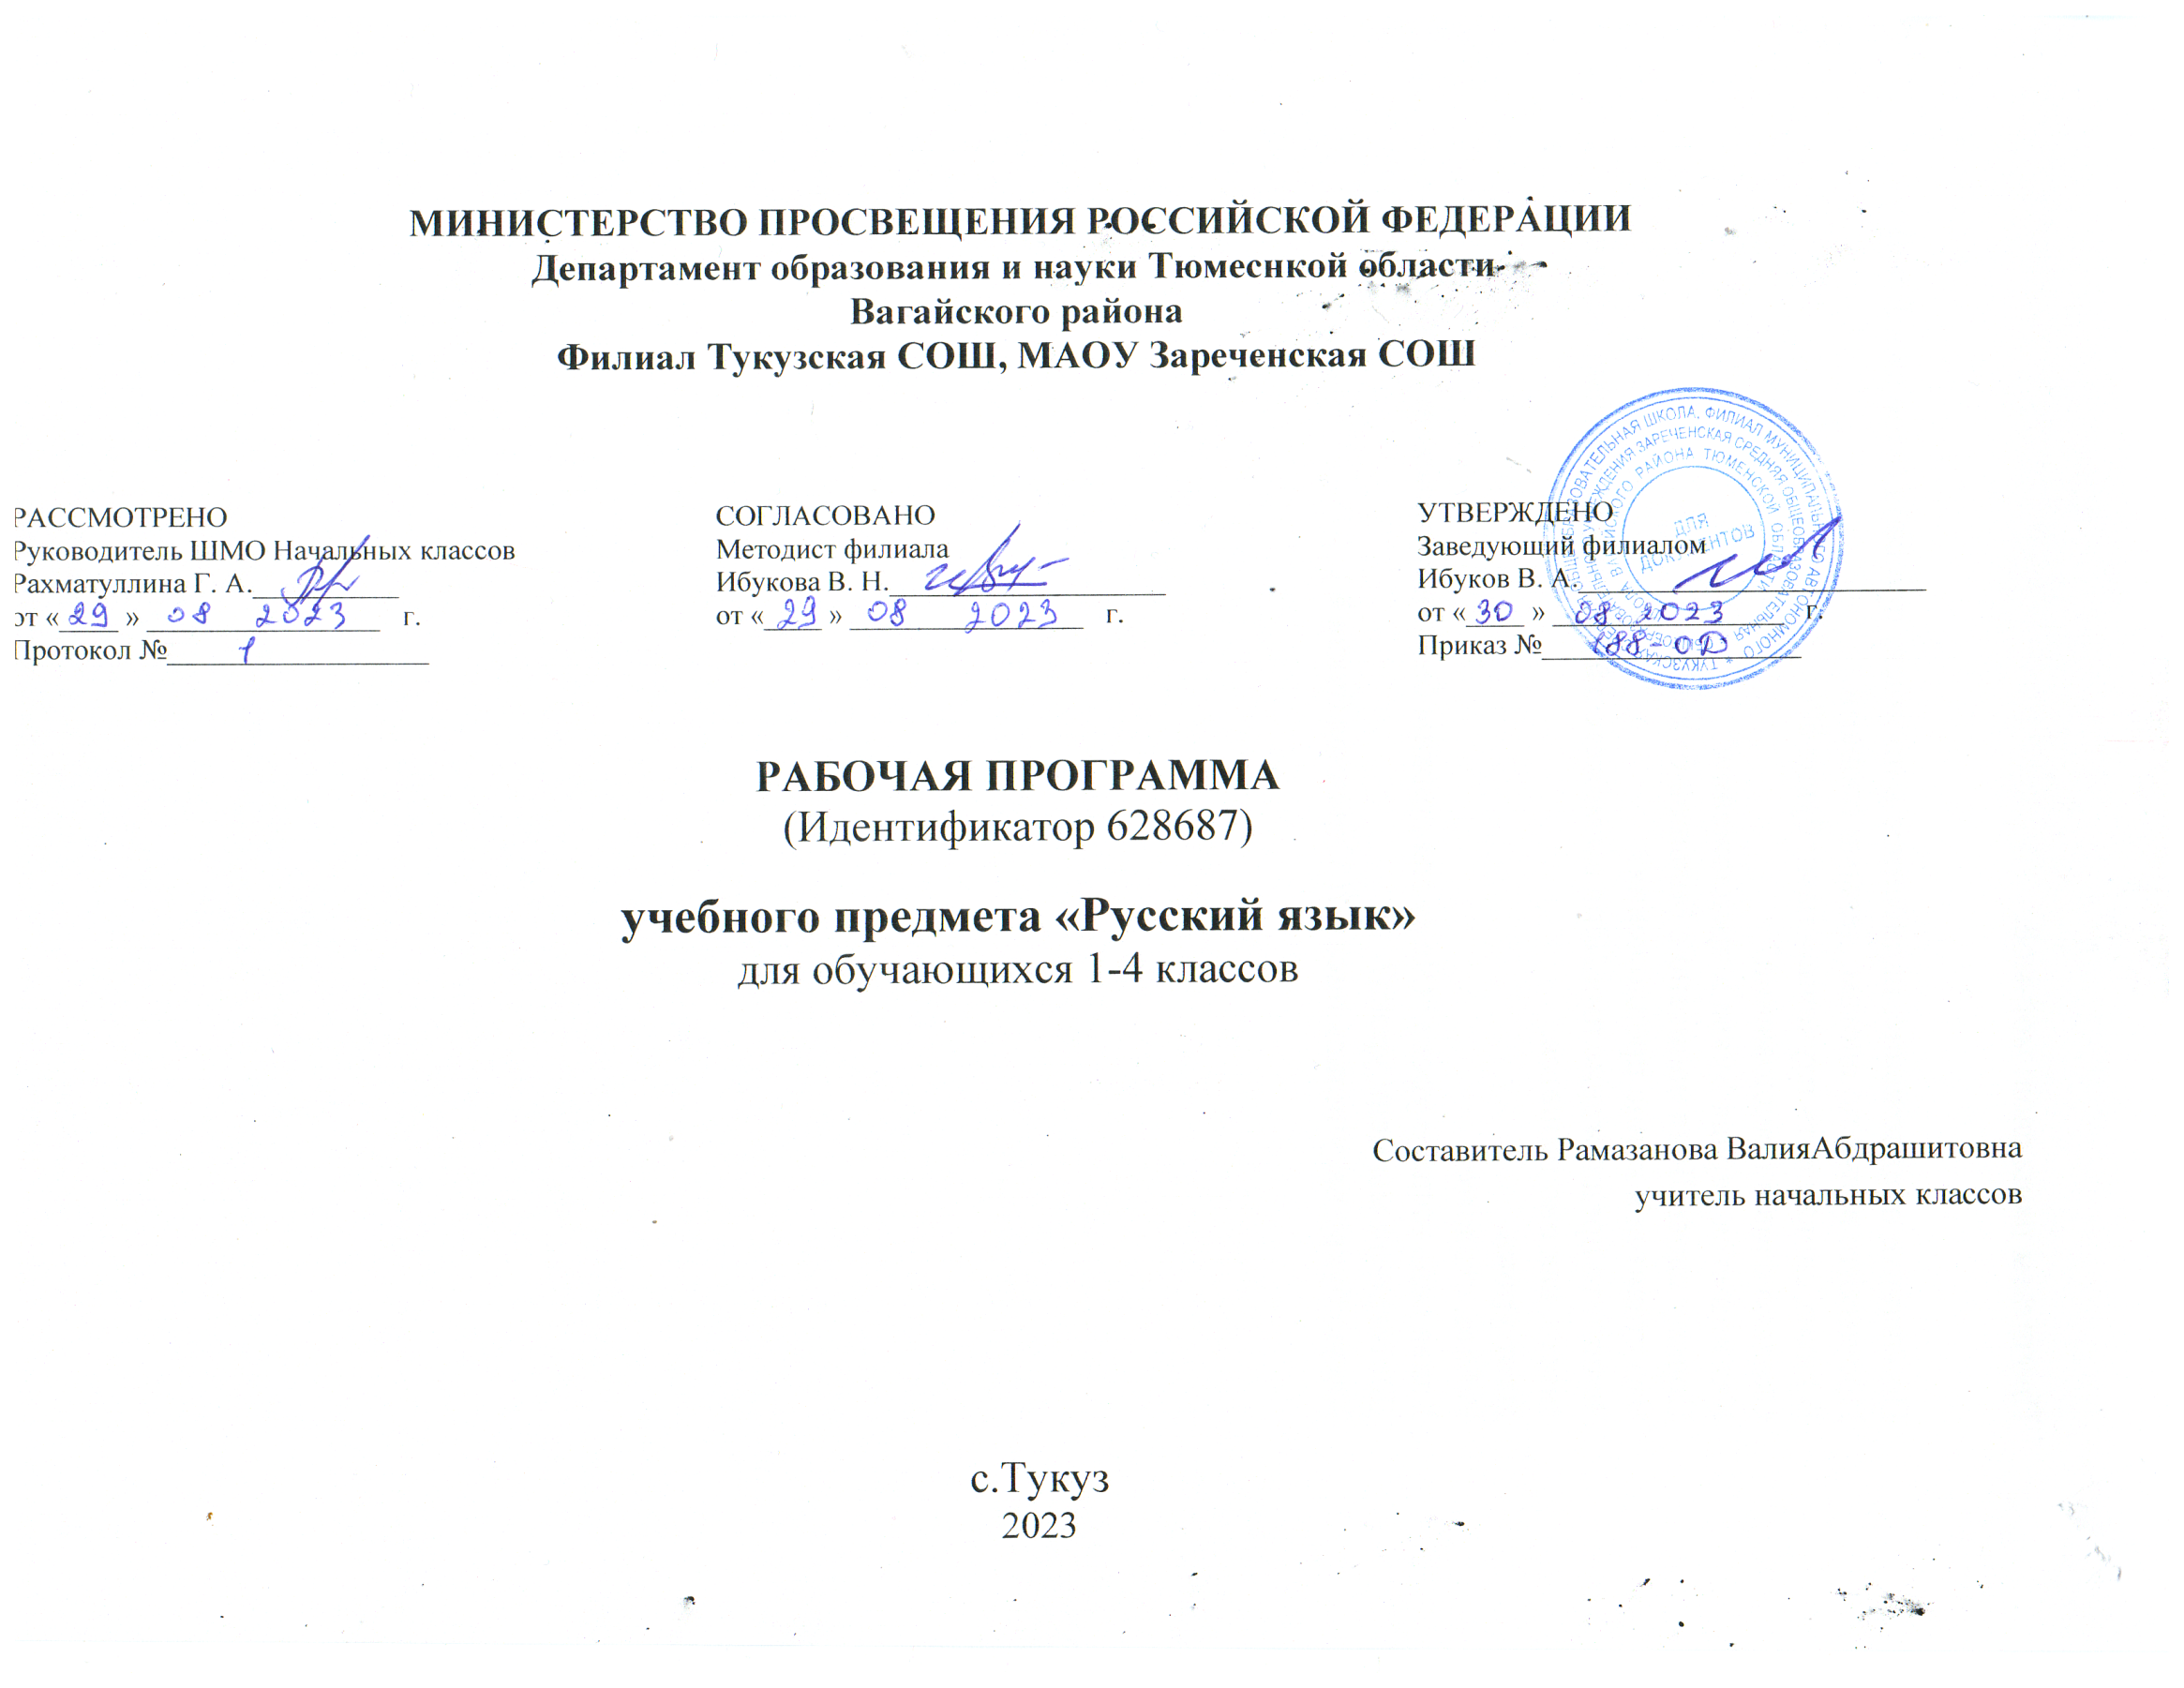 МИНИСТЕРСТВО ПРОСВЕЩЕНИЯ РОССИЙСКОЙ ФЕДЕРАЦИИ
Департамент образования и науки Тюмеснкой области
Вагайского района
Филиал Тукузская СОШ, МАОУ Зареченская СОШ
РАССМОТРЕНО
Руководитель ШМО Начальных классов
Рахматуллина Г. А.
от «29» 08 2023 г.
Протокол № 1
СОГЛАСОВАНО
Методист филиала
Ибукова В. Н.
от «29» 08 2023 г.
УТВЕРЖДЕНО
Заведующий филиалом
Ибуков В. А.
от «30» 08 2023 г.
Приказ № 188-ОД
ДЛЯ
ДОКУМЕНТОВ
РАБОЧАЯ ПРОГРАММА
(Идентификатор 628687)
учебного предмета «Русский язык»
для обучающихся 1-4 классов
Составитель Рамазанова ВалияАбдрашитовна
учитель начальных классов
с.Тукуз
2023